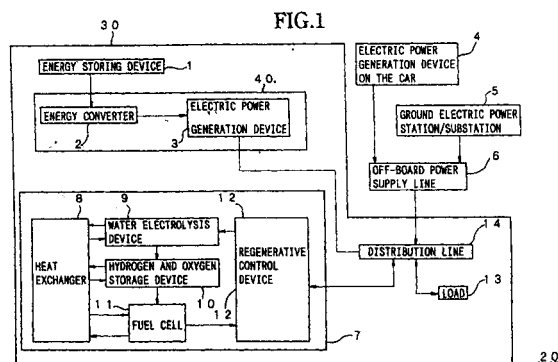 FIG.1
30
ENERGY STORING DEVICE
1
40.
ENERGY CONVERTER
2
ELECTRIC POWER
GENERATION DEVICE
3
ELECTRIC POWER
GENERATION DEVICE
ON THE CAR
4
GROUND ELECTRIC POWER
STATION/SUBSTATION
5
OFF-BOARD POWER
SUPPLY LINE
6
8
9
12
HEAT
EXCHANGER
WATER ELECTROLYSIS
DEVICE
HYDROGEN AND OXYGEN
STORAGE DEVICE
10
11
FUEL CELL
REGENERATIVE
CONTROL
DEVICE
12
7
DISTRIBUTION LINE
14
LOAD
13
20